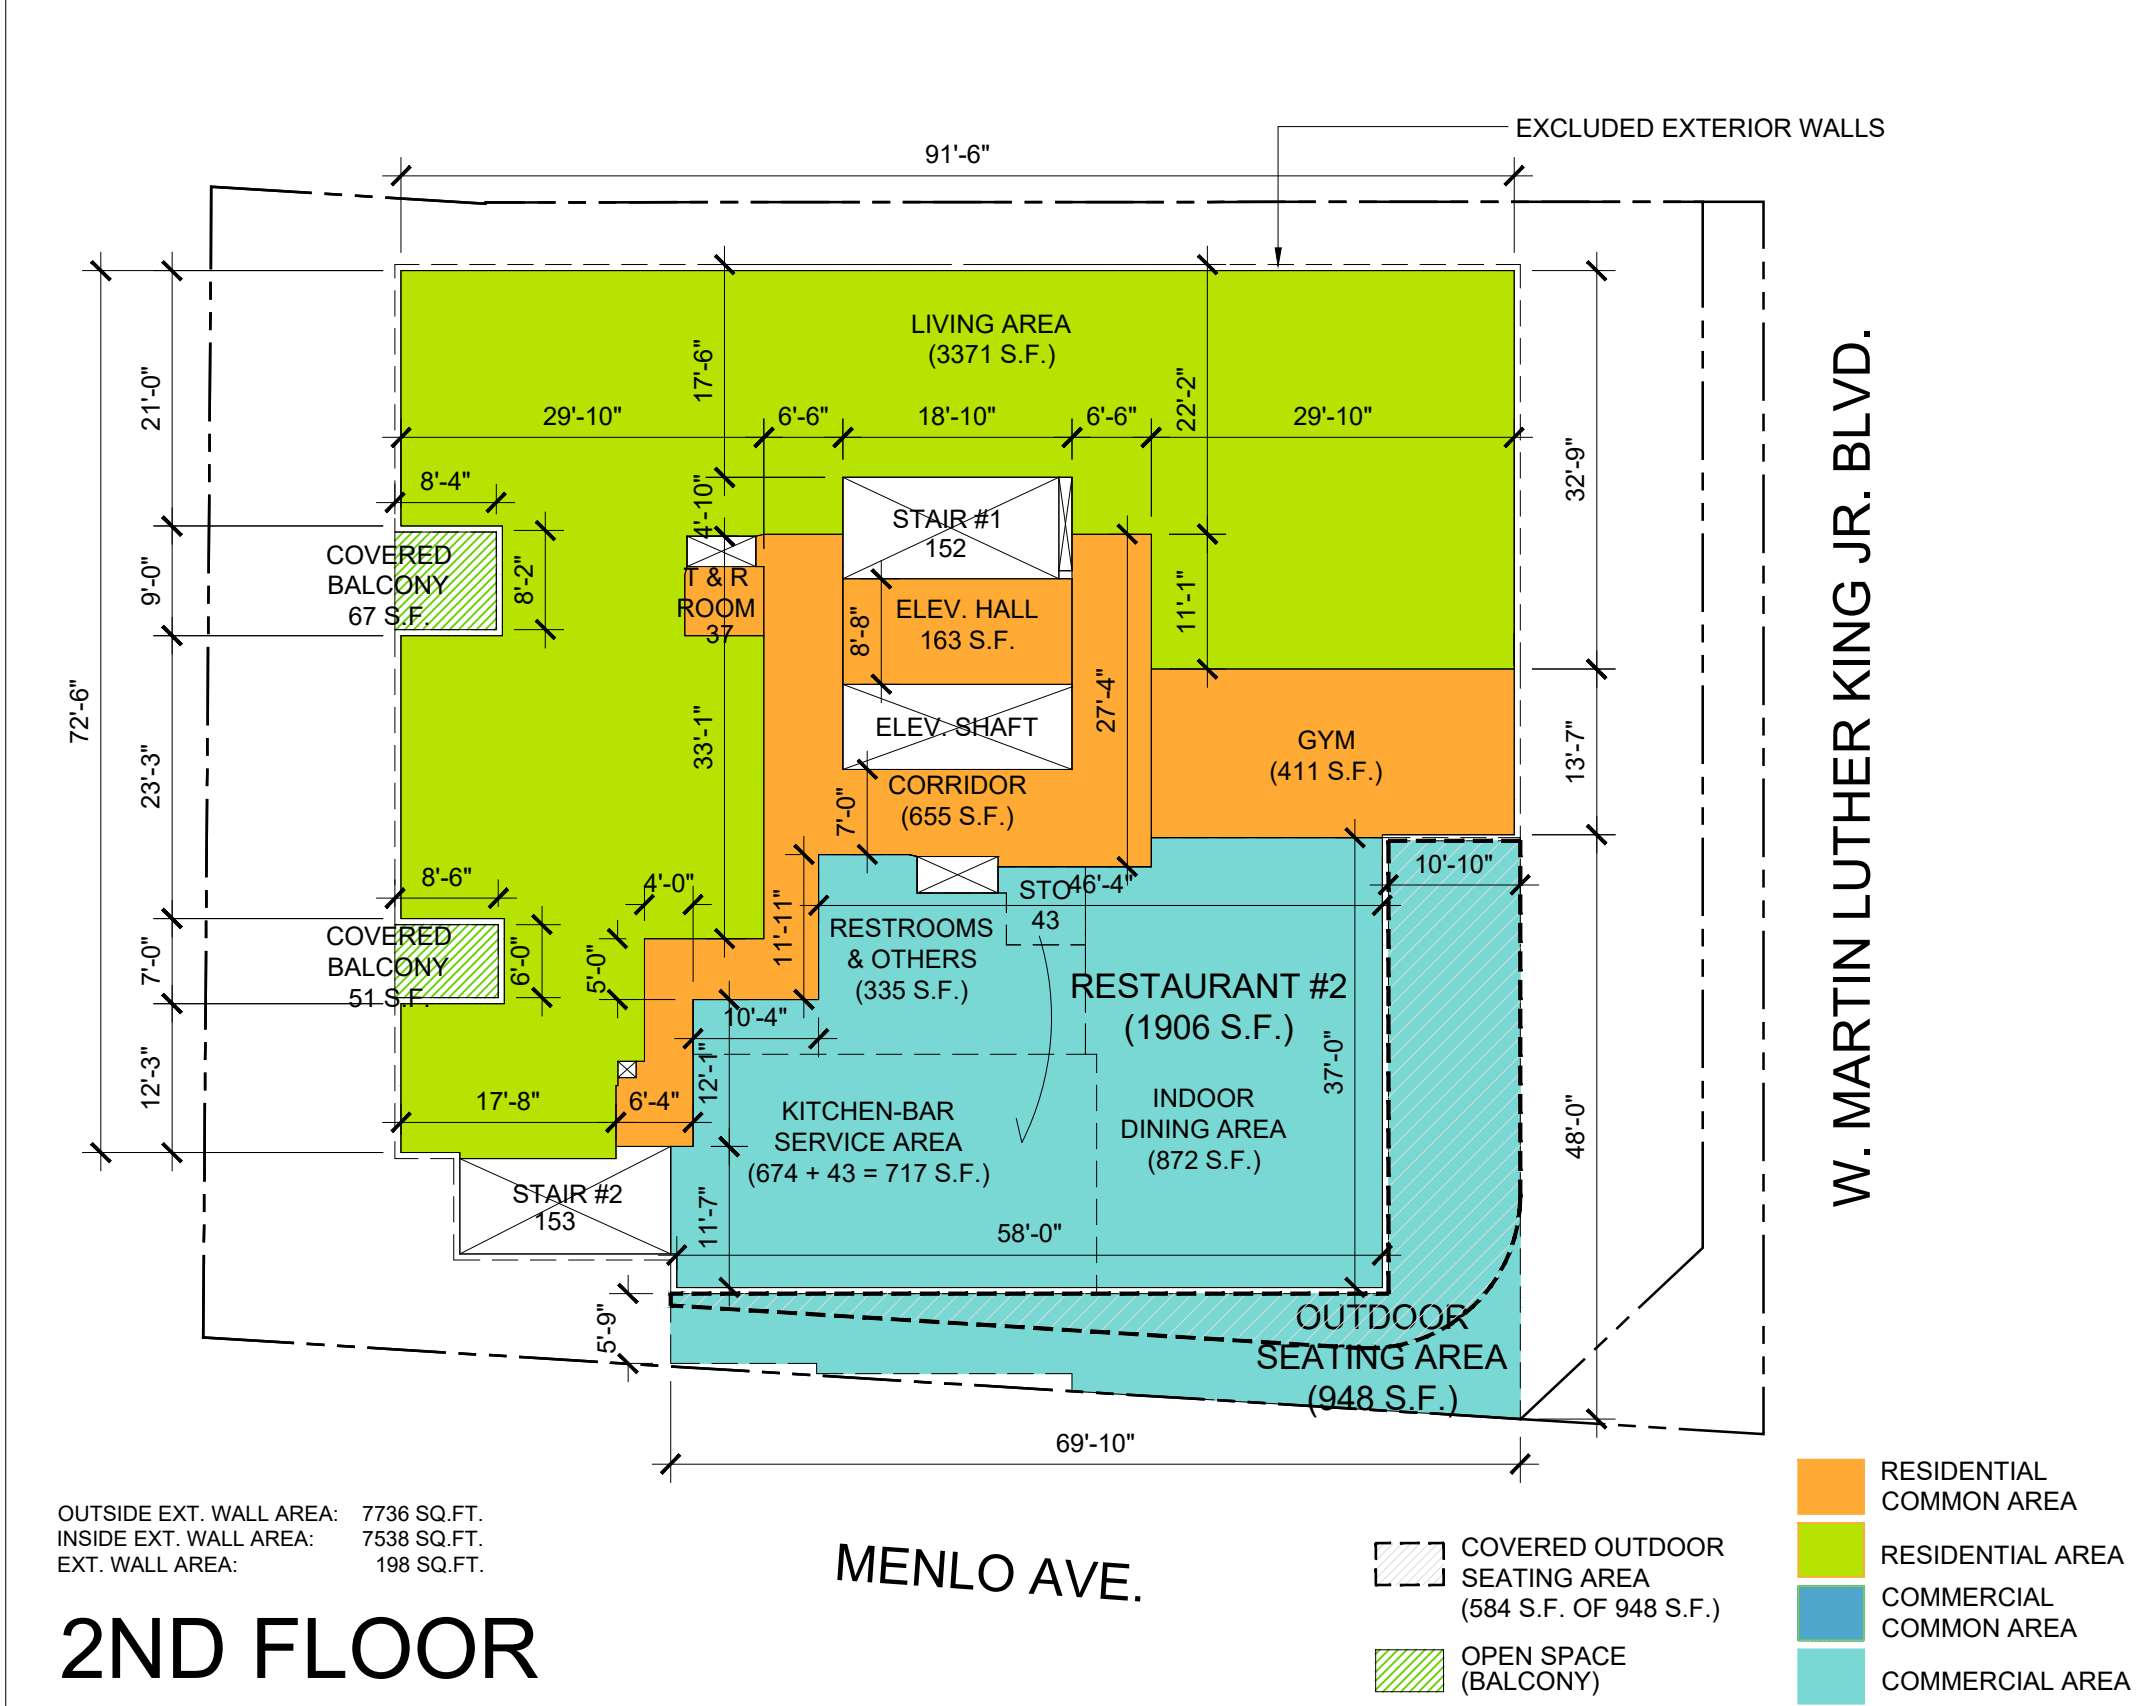 EXCLUDED EXTERIOR WALLS
91'-6"
LIVING AREA
(3371 S.F.)
17'-6"
22'-2"
21'-0"
29'-10"
6'-6"
18'-10"
6'-6"
29'-10"
32'-9"
8'-4"
4'-10"
STAIR #1
152
COVERED
BALCONY
67 S.F.
9'-0"
8'-2"
T & R
ROOM
37
8'-8"
ELEV. HALL
163 S.F.
11'-1"
72'-6"
23'-3"
33'-1"
ELEV. SHAFT
27'-4"
GYM
(411 S.F.)
13'-7"
CORRIDOR
(655 S.F.)
7'-0"
W. MARTIN LUTHER KING JR. BLVD.
8'-6"
4'-0"
11'-11"
STO
43
46'-4"
10'-10"
COVERED
BALCONY
51 S.F.
7'-0"
6'-0"
5'-0"
RESTROOMS
& OTHERS
(335 S.F.)
RESTAURANT #2
(1906 S.F.)
10'-4"
12'-3"
12'-1"
37'-0"
48'-0"
17'-8"
6'-4"
KITCHEN-BAR
SERVICE AREA
(674 + 43 = 717 S.F.)
INDOOR
DINING AREA
(872 S.F.)
STAIR #2
153
11'-7"
58'-0"
5'-9"
OUTDOOR
SEATING AREA
(948 S.F.)
69'-10"
OUTSIDE EXT. WALL AREA: 7736 SQ.FT.
INSIDE EXT. WALL AREA: 7538 SQ.FT.
EXT. WALL AREA: 198 SQ.FT.
2ND FLOOR
MENLO AVE.
COVERED OUTDOOR
SEATING AREA
(584 S.F. OF 948 S.F.)
OPEN SPACE
(BALCONY)
RESIDENTIAL
COMMON AREA
RESIDENTIAL AREA
COMMERCIAL
COMMON AREA
COMMERCIAL AREA